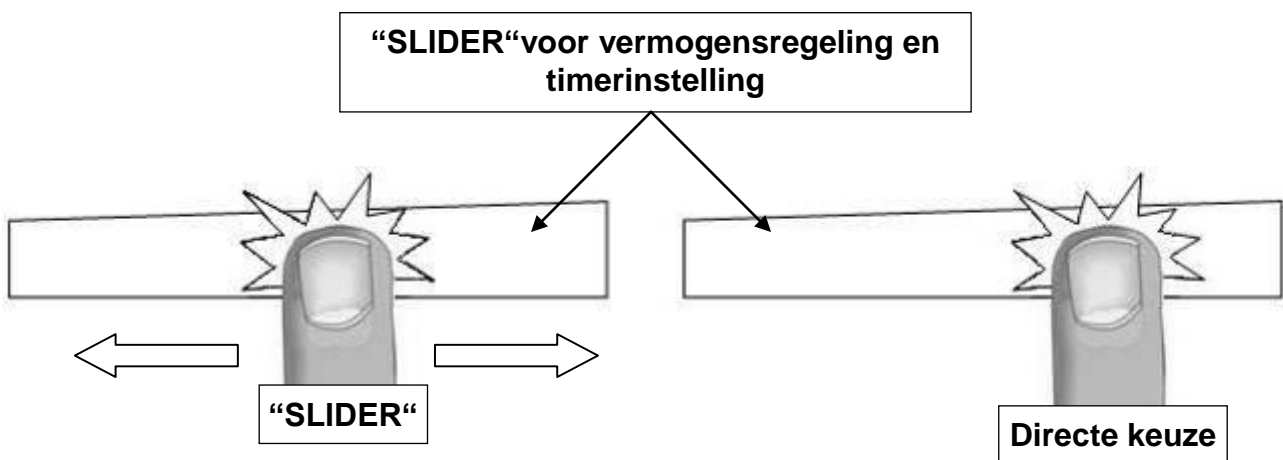 “SLIDER“voor vermogensregeling en
timerinstelling
“SLIDER“
Directe keuze